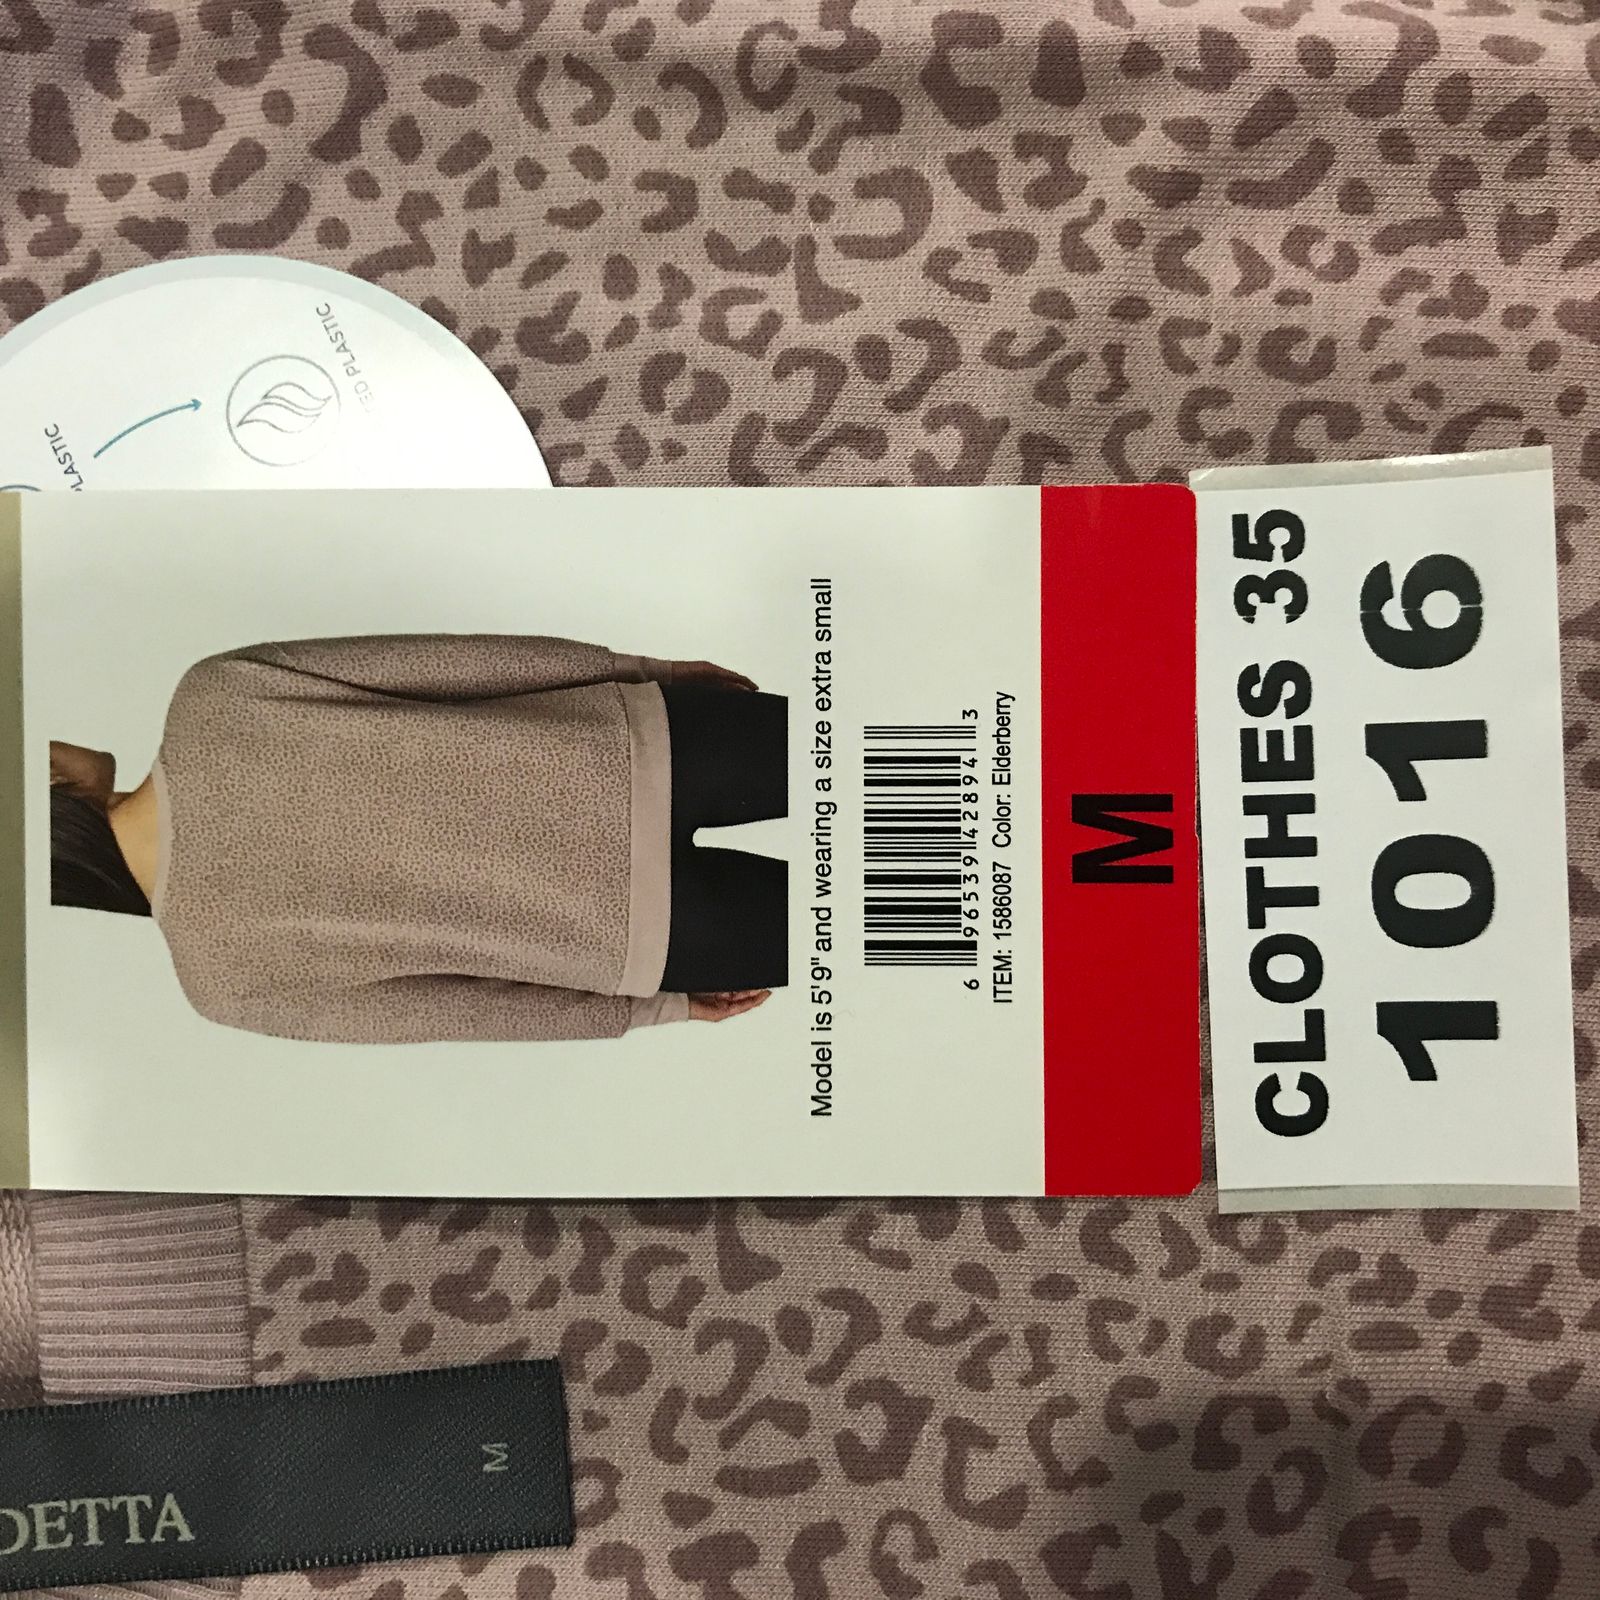 PLASTIC
ED PLASTIC
Model is 5'9" and wearing a size extra small
6 96539 42894 3
ITEM: 1586087 Color: Elderberry
M
CLOTHES 35
1016
DETTA
M